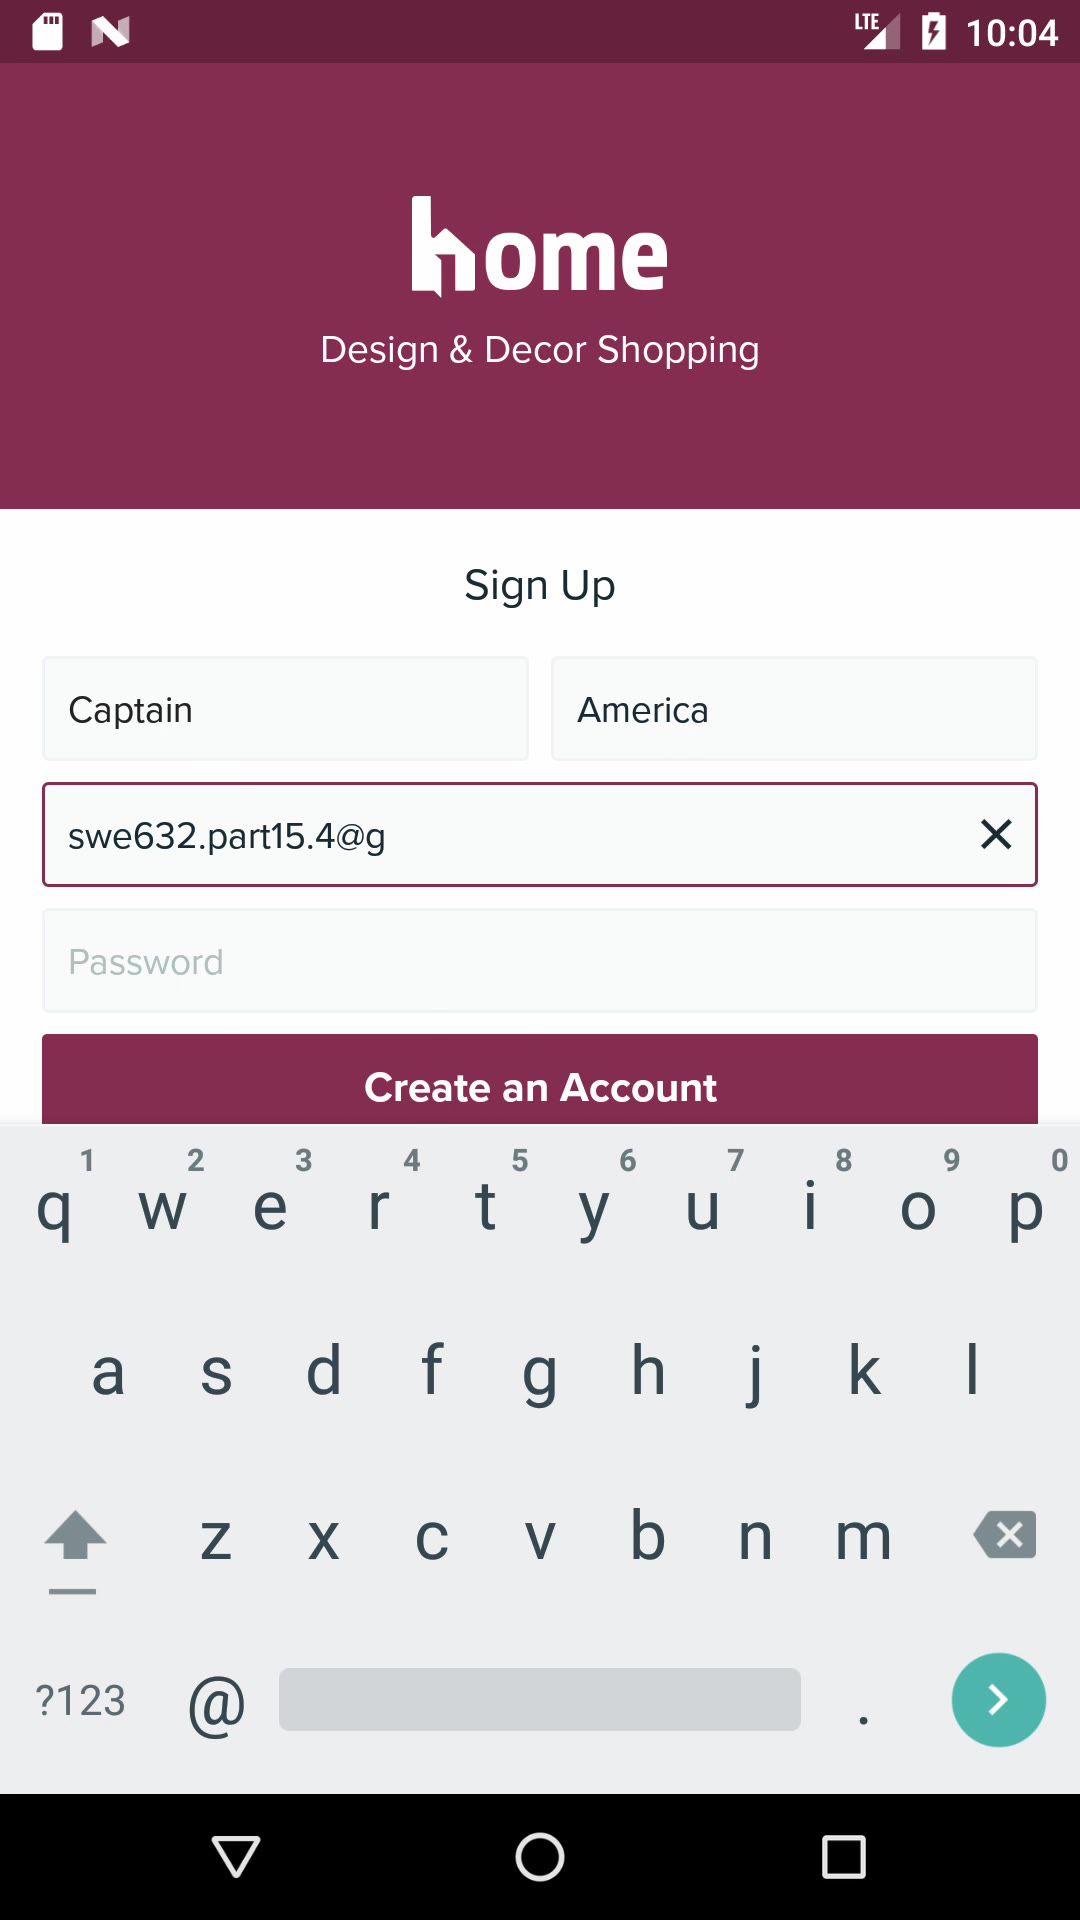 LTE 10:04
home
Design & Decor Shopping
Sign Up
Captain America
swe632.part15.4@g
Password
Create an Account
1 2 3 4 5 6 7 8 9 0
q w e r t y u i o p
a s d f g h j k l
z x c v b n m
?123 @ .